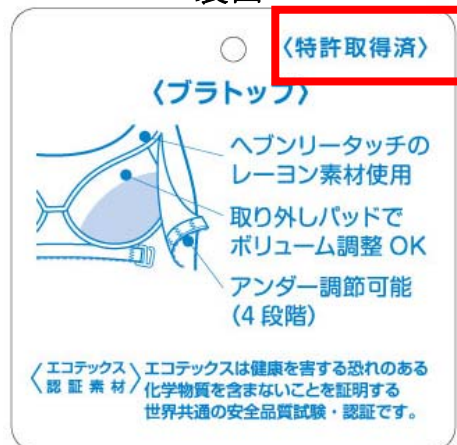 〈特許取得済〉
〈ブラトップ〉
ヘブンリータッチの
レーヨン素材使用
取り外しパッドで
ボリューム調整 OK
アンダー調節可能
(4 段階)
〈エコテックス認証素材〉
エコテックスは健康を害する恐れのある
化学物質を含まないことを証明する
世界共通の安全品質試験・認証です。